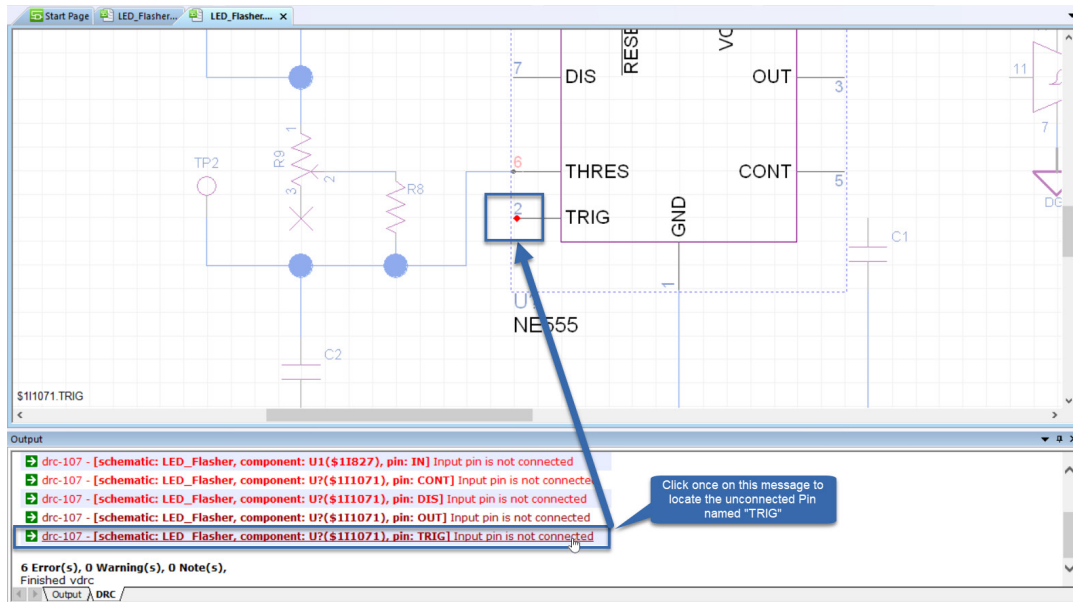 Start Page LED_Flasher... LED_Flasher.... X
RESE
VC
7 DIS OUT 3
11
7
1
R9
TP2
2
3
R8
6 THRES CONT 5
2 TRIG GND
DG
C1
1
U?
NE555
C2
$1I1071.TRIG
Output
drc-107 - [schematic: LED_Flasher, component: U1($1I827), pin: IN] Input pin is not connected
drc-107 - [schematic: LED_Flasher, component: U?($1I1071), pin: CONT] Input pin is not connected
drc-107 - [schematic: LED_Flasher, component: U?($1I1071), pin: DIS] Input pin is not connected
drc-107 - [schematic: LED_Flasher, component: U?($1I1071), pin: OUT] Input pin is not connected
drc-107 - [schematic: LED_Flasher, component: U?($1I1071), pin: TRIG] Input pin is not connected
Click once on this message to
locate the unconnected Pin
named "TRIG"
6 Error(s), 0 Warning(s), 0 Note(s),
Finished vdrc
Output DRC